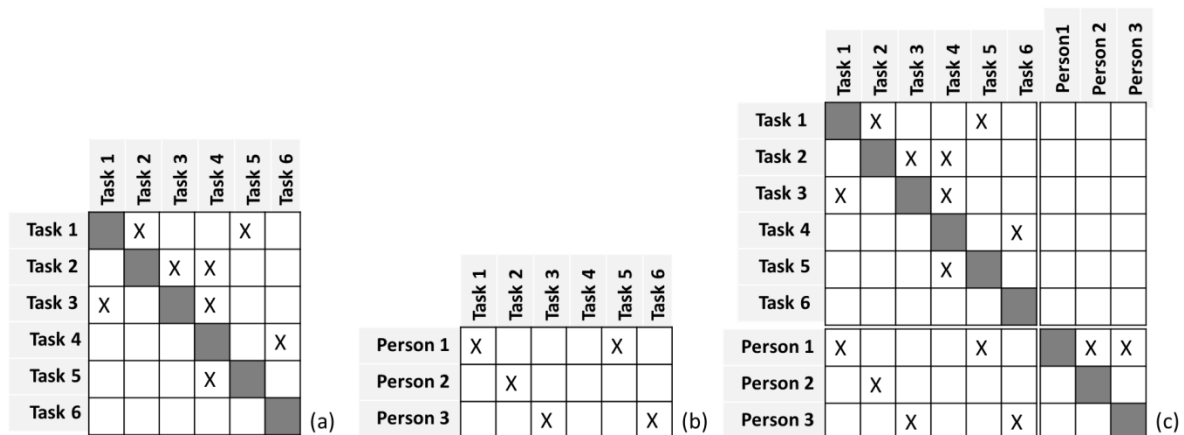 Task 1 Task 2 Task 3 Task 4 Task 5 Task 6
Task 1 X X
Task 2 X X
Task 3 X X
Task 4 X
Task 5 X
Task 6
(a)
Task 1 Task 2 Task 3 Task 4 Task 5 Task 6
Person 1 X X
Person 2 X
Person 3 X X
(b)
Task 1 Task 2 Task 3 Task 4 Task 5 Task 6 Person1 Person 2 Person 3
Task 1 X X
Task 2 X X
Task 3 X X
Task 4 X
Task 5 X
Task 6
Person 1 X X X X
Person 2 X
Person 3 X X
(c)